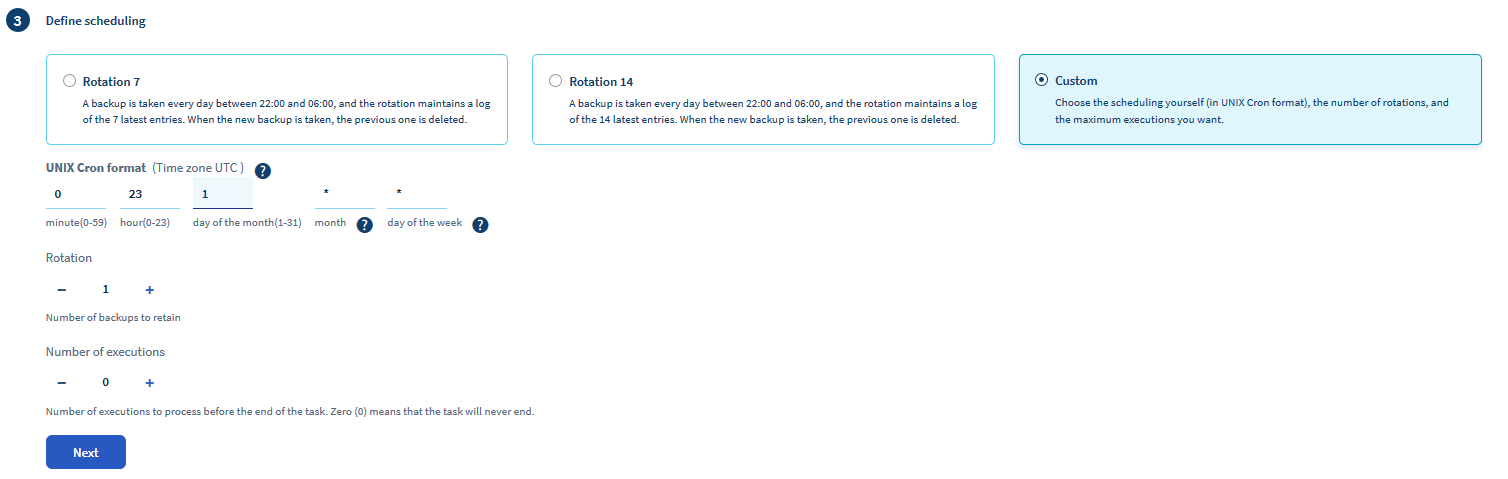 3 Define scheduling
Rotation 7
A backup is taken every day between 22:00 and 06:00, and the rotation maintains a log
of the 7 latest entries. When the new backup is taken, the previous one is deleted.
Rotation 14
A backup is taken every day between 22:00 and 06:00, and the rotation maintains a log
of the 14 latest entries. When the new backup is taken, the previous one is deleted.
Custom
Choose the scheduling yourself (in UNIX Cron format), the number of rotations, and
the maximum executions you want.
UNIX Cron format (Time zone UTC ) ?
0 23 1 * *
minute(0-59) hour(0-23) day of the month(1-31) month ? day of the week ?
Rotation
− 1 +
Number of backups to retain
Number of executions
− 0 +
Number of executions to process before the end of the task. Zero (0) means that the task will never end.
Next